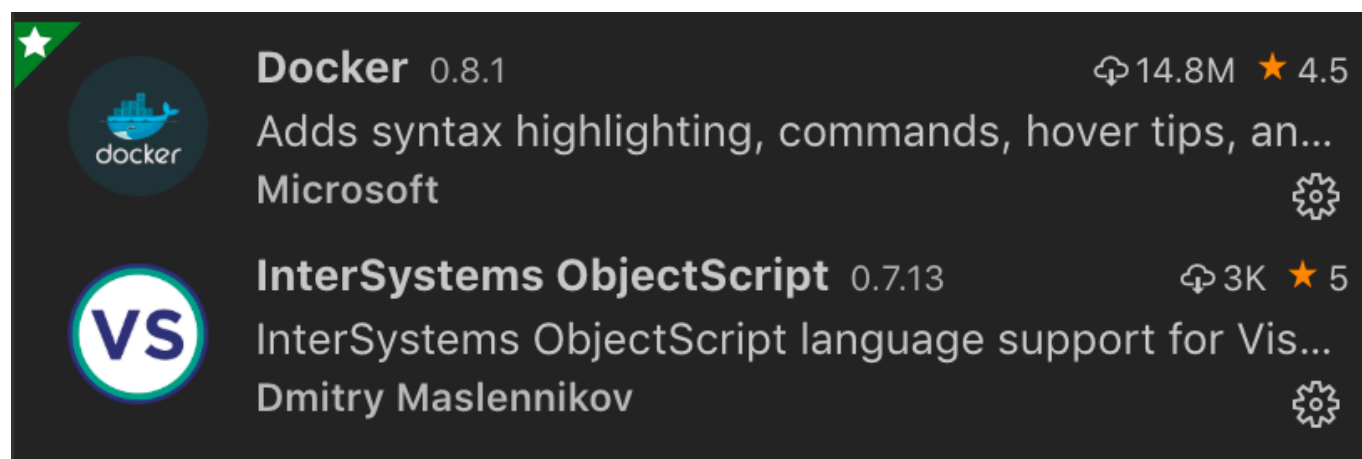 Docker 0.8.1 14.8M ★ 4.5
docker
Adds syntax highlighting, commands, hover tips, an...
Microsoft
InterSystems ObjectScript 0.7.13 3K ★ 5
VS
InterSystems ObjectScript language support for Vis...
Dmitry Maslennikov